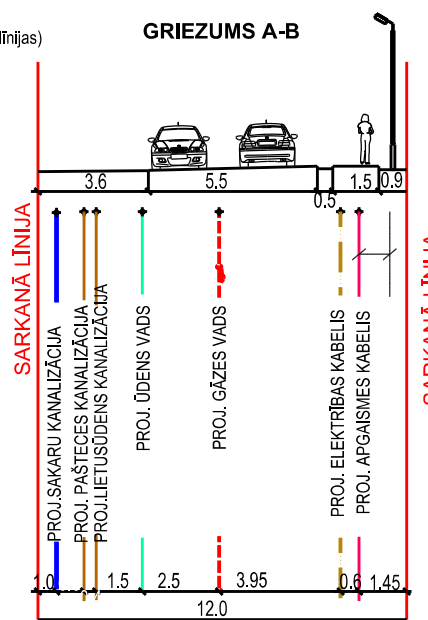 līnijas)
GRIEZUMS A-B
3.6
5.5
0.5
1.5
0.9
SARKANĀ LĪNIJA
PROJ.SAKARU KANALIZĀCIJA
PROJ. PAŠTECES KANALIZĀCIJA
PROJ.LIETUSŪDENS KANALIZĀCIJA
PROJ. ŪDENS VADS
PROJ. GĀZES VADS
PROJ. ELEKTRĪBAS KABELIS
PROJ. APGAISMES KABELIS
SARKANĀ LĪNIJA
1.0
1.5
2.5
3.95
0.6
1.45
12.0